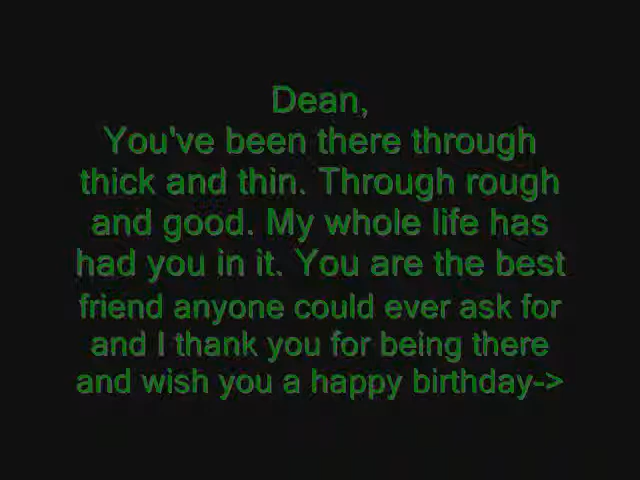 Dean,
You've been there through
thick and thin. Through rough
and good. My whole life has
had you in it. You are the best
friend anyone could ever ask for
and I thank you for being there
and wish you a happy birthday->